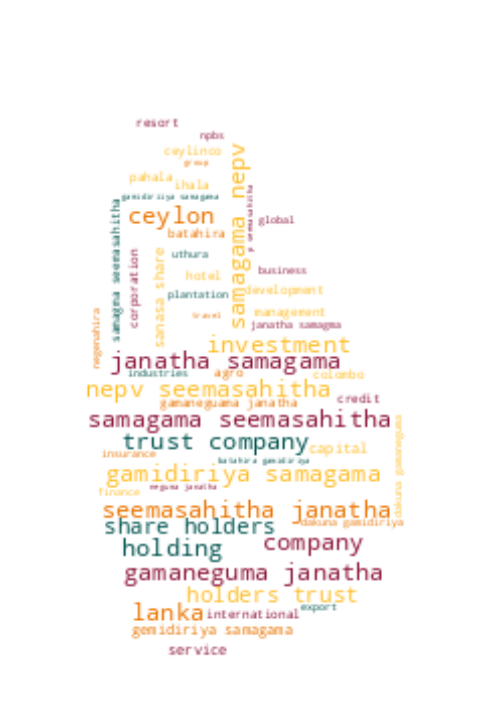 resort
npbs
ceylinco
group
pahala
ihala
gamidiriya samagama
samagama nepv
samagma seemasahitha
ceylon
global
batahira
uthura
corporation
sanasa share
hotel
business
plantation
development
travel
management
negenahira
janatha samagma
investment
janatha samagama
industries
agro
colombo
nepv seemasahitha
gamaneguama janatha
credit
samagama seemasahitha
trust company
capital
insurance
batahira gamidiriya
gamidiriya samagama
dakuna gamaneguma
neguma janatha
finance
seemasahitha janatha
share holders
dakuna gamidiriya
holding
company
gamaneguma janatha
holders trust
lanka
international
export
gemidiriya samagama
service